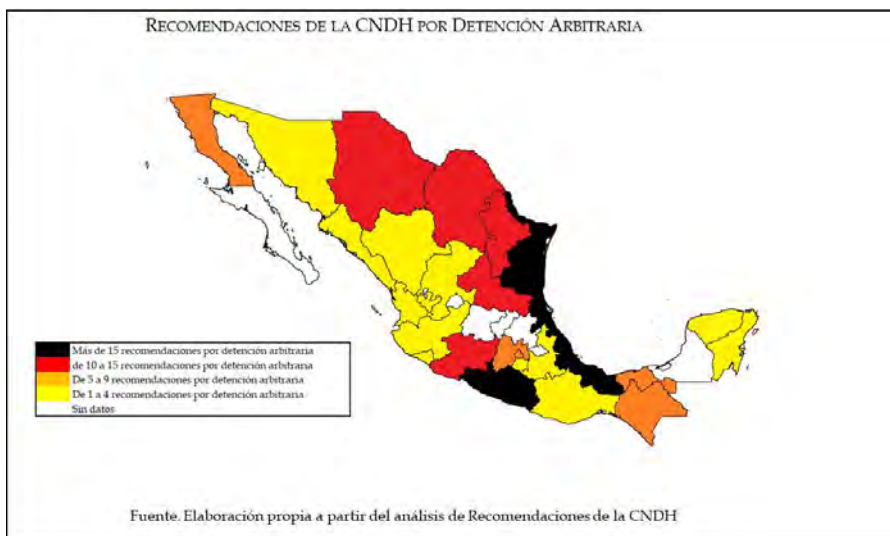 RECOMENDACIONES DE LA CNDH POR DETENCIÓN ARBITRARIA
Más de 15 recomendaciones por detención arbitraria
de 10 a 15 recomendaciones por detención arbitraria
De 5 a 9 recomendaciones por detención arbitraria
De 1 a 4 recomendaciones por detención arbitraria
Sin datos
Fuente. Elaboración propia a partir del análisis de Recomendaciones de la CNDH